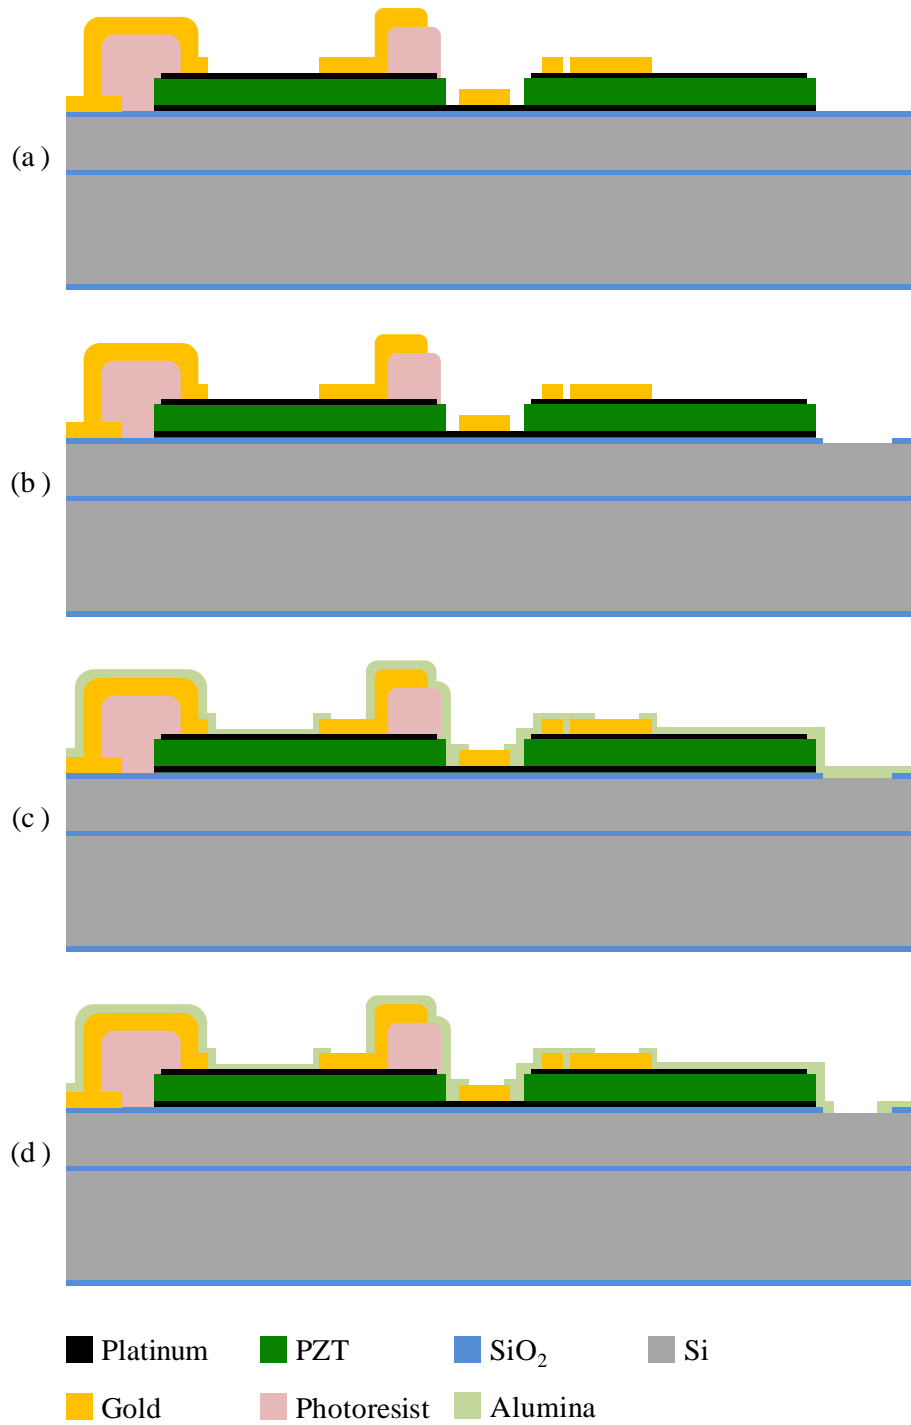 (a )
(b )
(c )
(d )
Platinum PZT SiO₂ Si
Gold Photoresist Alumina